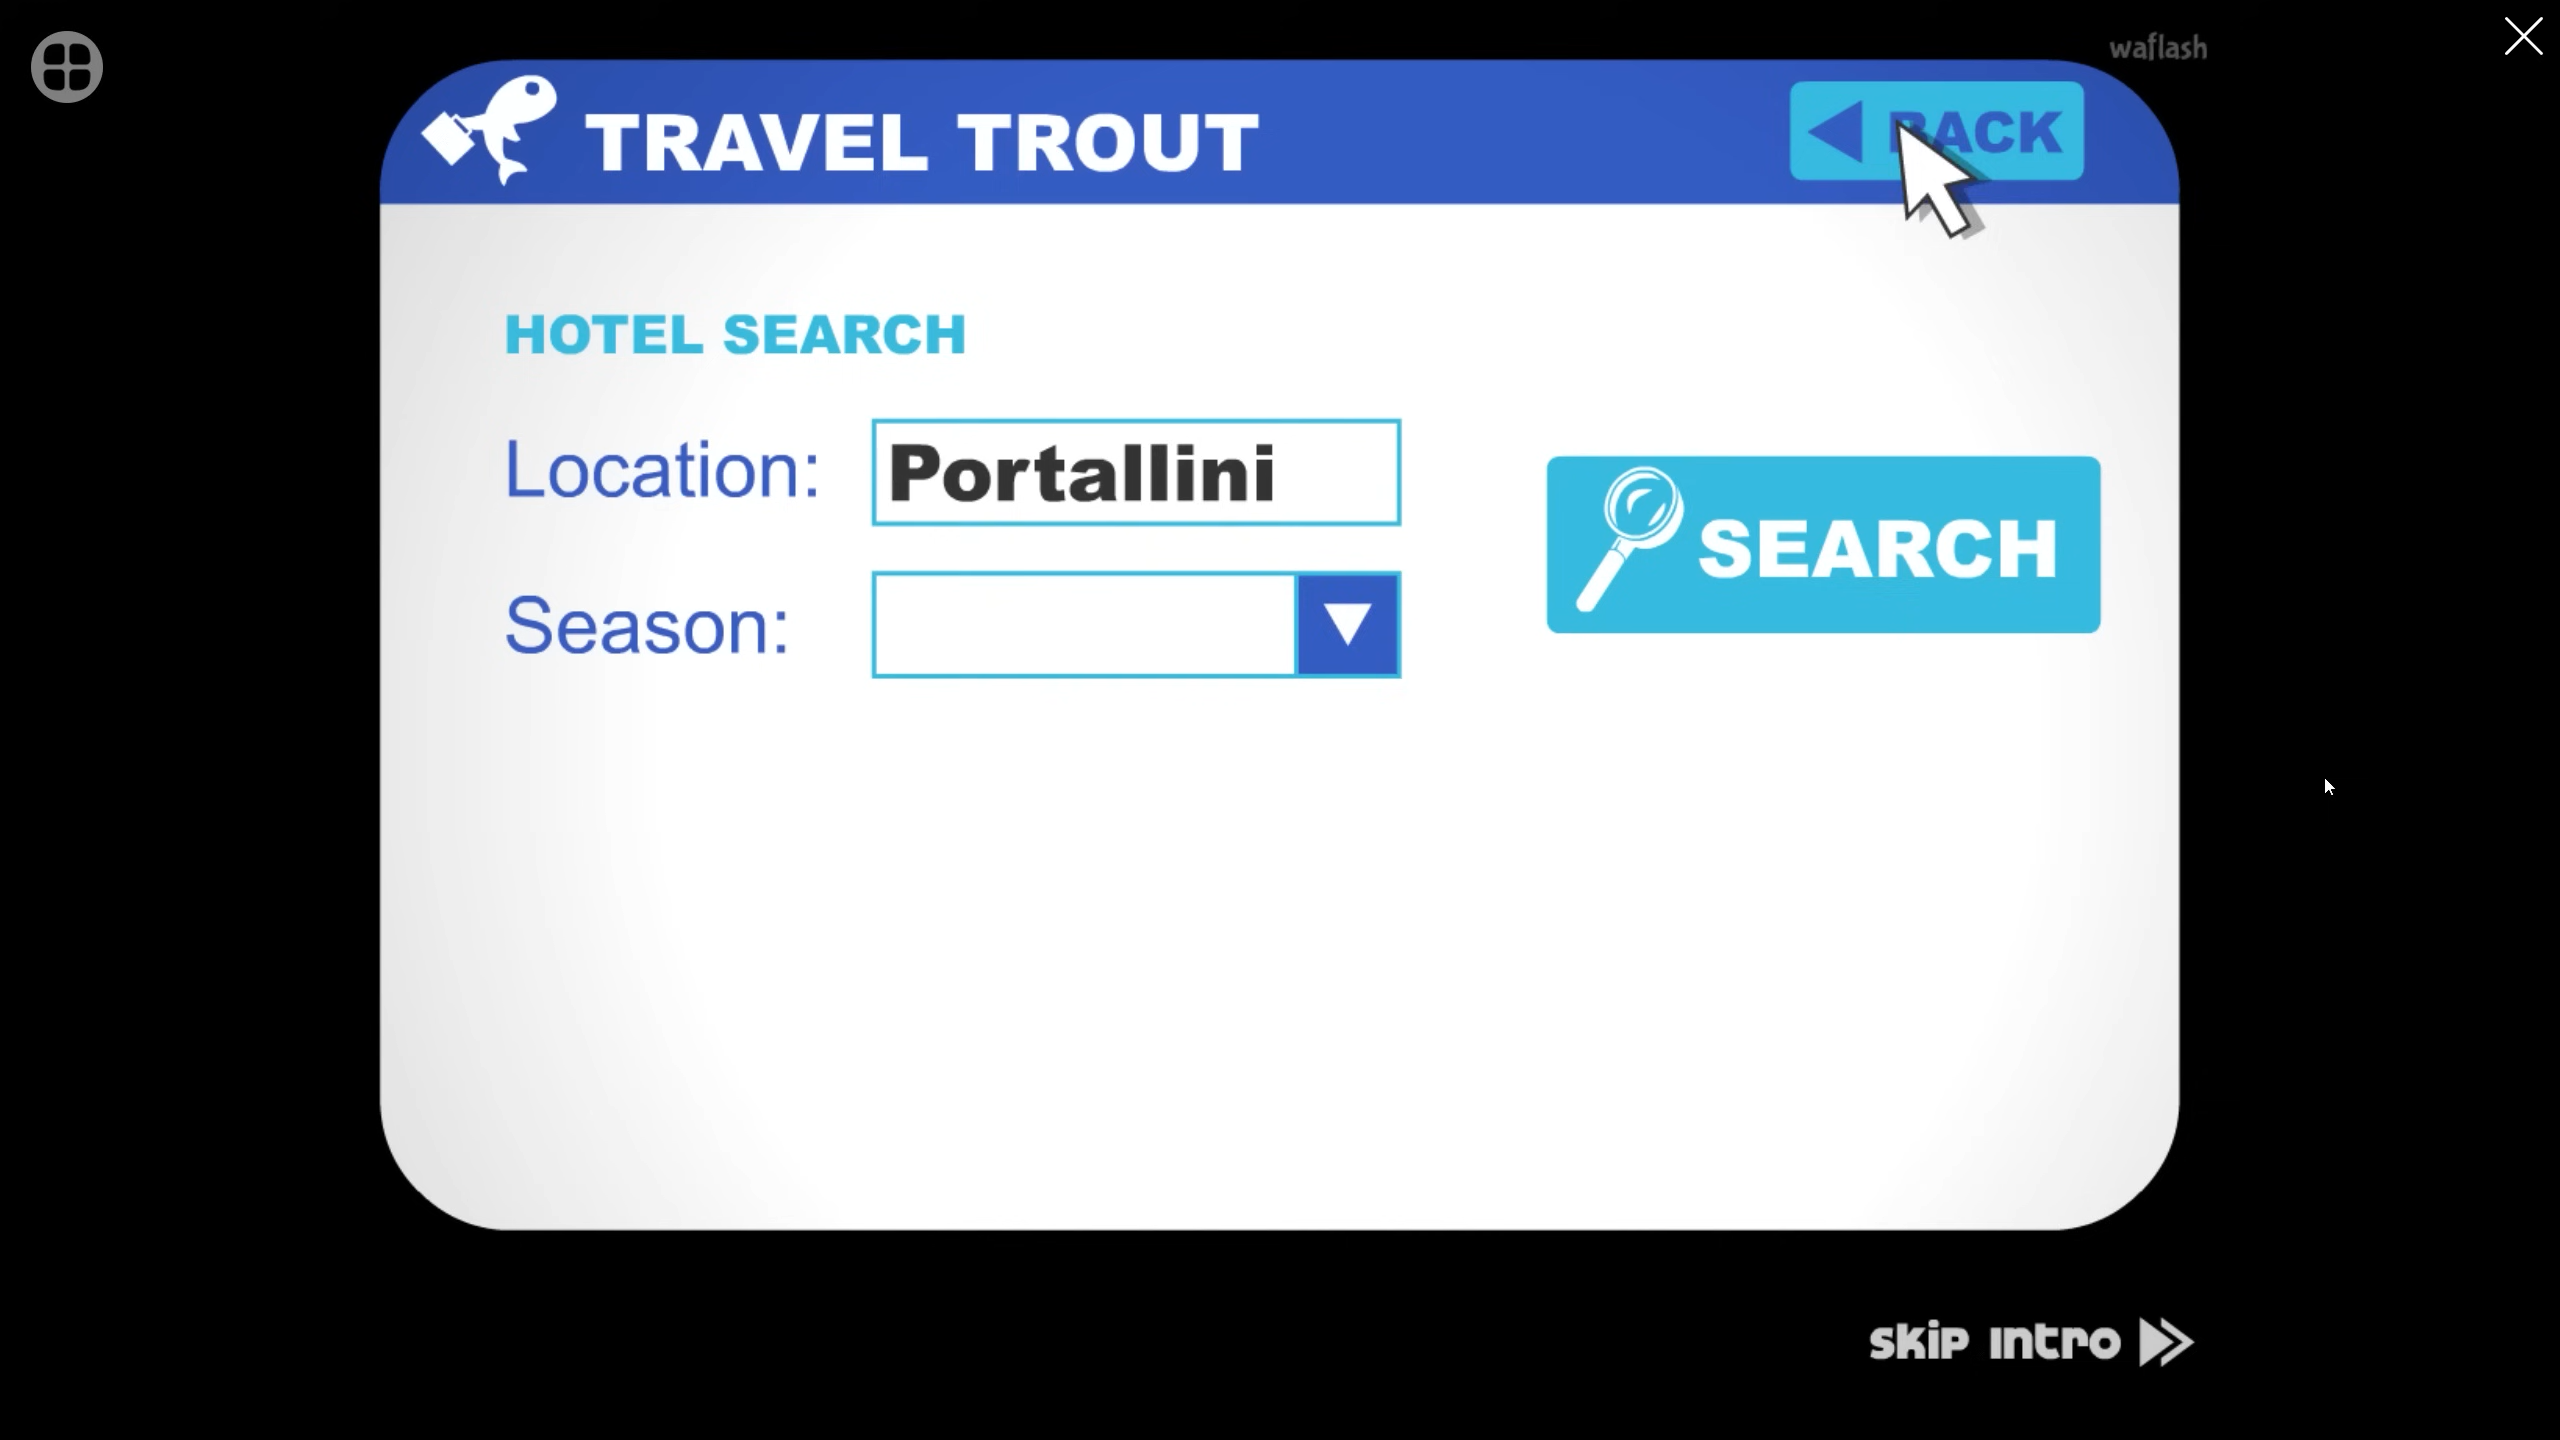 waflash
TRAVEL TROUT
BACK
HOTEL SEARCH
Location: Portallini
SEARCH
Season:
skip intro